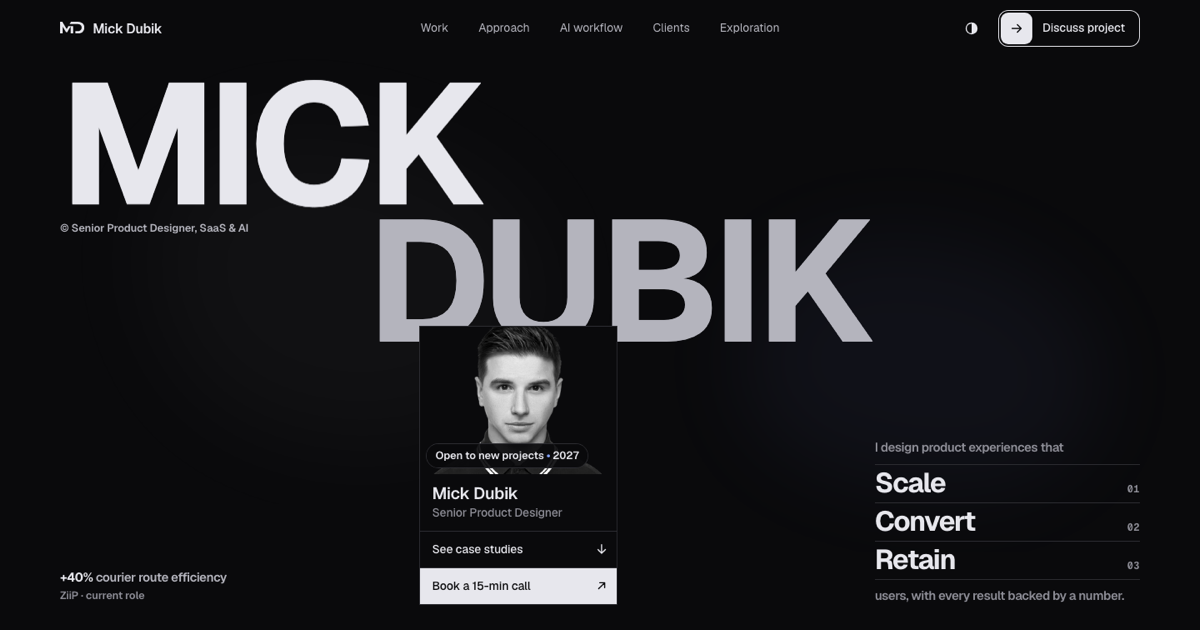 MD Mick Dubik
Work
Approach
AI workflow
Clients
Exploration
Discuss project
MICK
© Senior Product Designer, SaaS & AI
DUBIK
Open to new projects • 2027
Mick Dubik
Senior Product Designer
See case studies
Book a 15-min call
+40% courier route efficiency
ZiiP · current role
I design product experiences that
Scale 01
Convert 02
Retain 03
users, with every result backed by a number.